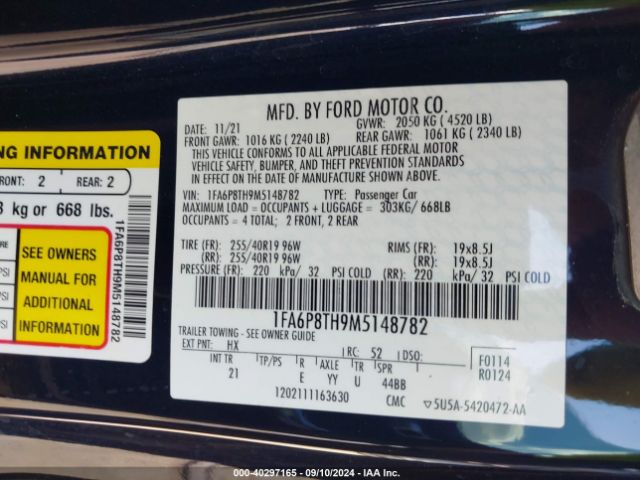 NG INFORMATION
FRONT: 2 REAR: 2
3 kg or 668 lbs.
SEE OWNERS
MANUAL FOR
ADDITIONAL
INFORMATION
PSI
PSI
1FA6P8TH9M5148782
MFD. BY FORD MOTOR CO.
DATE: 11/21 GVWR: 2050 KG ( 4520 LB)
FRONT GAWR: 1016 KG ( 2240 LB) REAR GAWR: 1061 KG ( 2340 LB)
THIS VEHICLE CONFORMS TO ALL APPLICABLE FEDERAL MOTOR
VEHICLE SAFETY, BUMPER, AND THEFT PREVENTION STANDARDS
IN EFFECT ON THE DATE OF MANUFACTURE SHOWN ABOVE.
VIN: 1FA6P8TH9M5148782 TYPE: Passenger Car
MAXIMUM LOAD = OCCUPANTS + LUGGAGE = 303KG/ 668LB
OCCUPANTS = 4 TOTAL; 2 FRONT, 2 REAR
TIRE (FR): 255/40R19 96W RIMS (FR): 19x8.5J
(RR): 255/40R19 96W (RR): 19x8.5J
PRESSURE (FD): 220 kPa/ 32 PSI COLD (RR) 220 kPa/ 32 PSI COLD
1FA6P8TH9M5148782
TRAILER TOWING - SEE OWNER GUIDE
EXT PNT: HX RC: 52 DSO: F0114
INT TR TP/PS R AXLE TR SPR R0124
21 E YY U 44BB
1202111163630 CMC ▽5U5A-5420472-AA
000-40297165 - 09/10/2024 - IAA Inc.